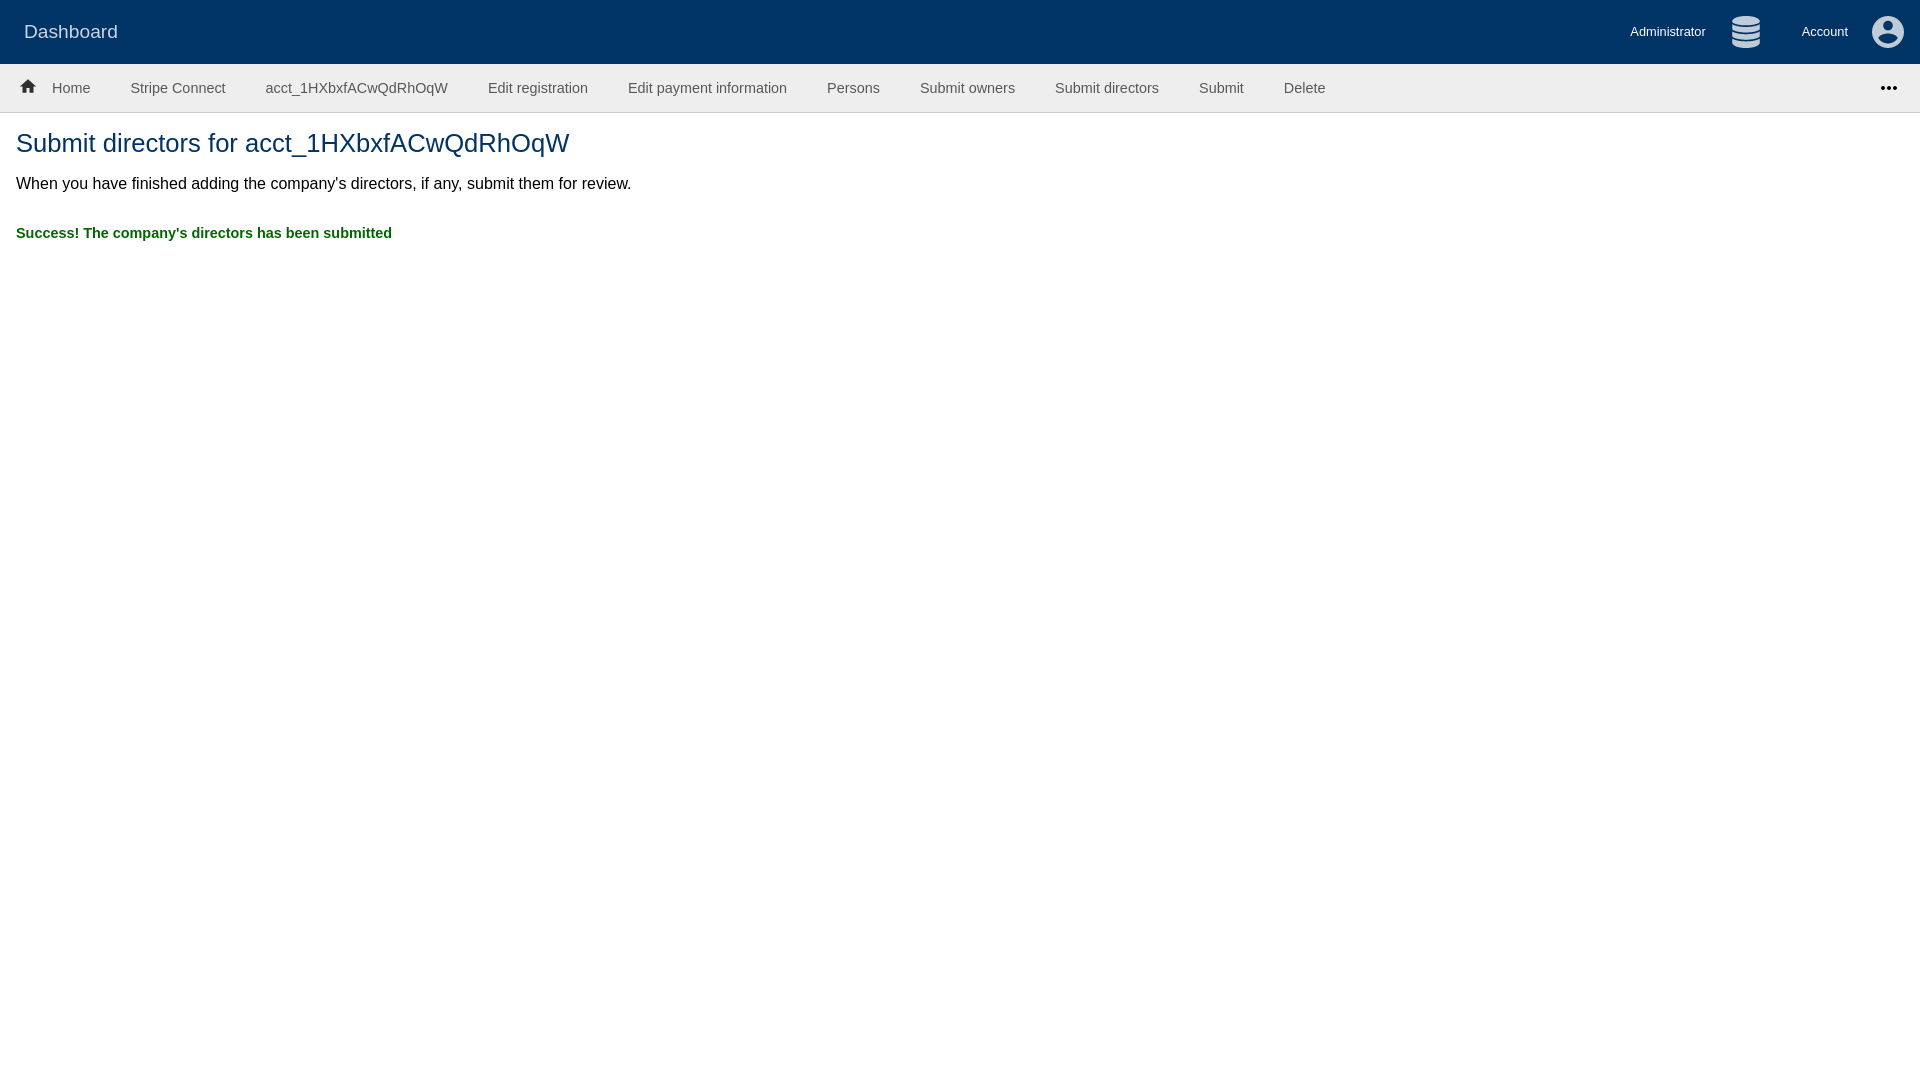 Dashboard
Administrator
Account
Home
Stripe Connect
acct_1HXbxfACwQdRhOqW
Edit registration
Edit payment information
Persons
Submit owners
Submit directors
Submit
Delete
Submit directors for acct_1HXbxfACwQdRhOqW
When you have finished adding the company's directors, if any, submit them for review.
Success! The company's directors has been submitted